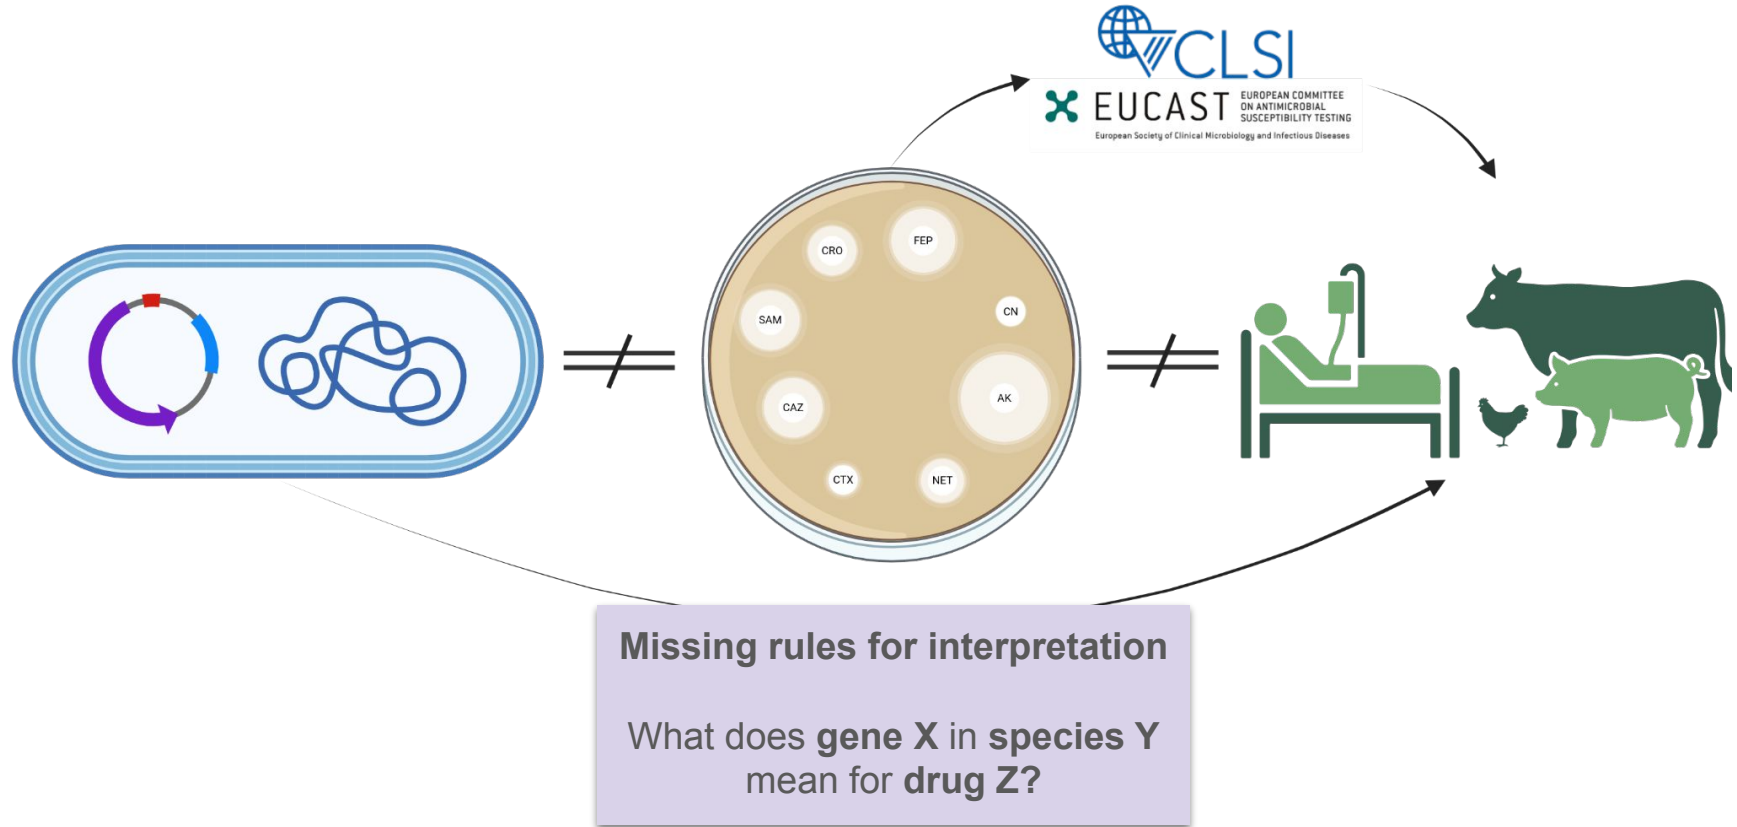 CLSI
EUCAST
EUROPEAN COMMITTEE
ON ANTIMICROBIAL
SUSCEPTIBILITY TESTING
European Society of Clinical Microbiology and Infectious Diseases
CRO
FEP
SAM
CN
CAZ
AK
CTX
NET
Missing rules for interpretation
What does gene X in species Y
mean for drug Z?